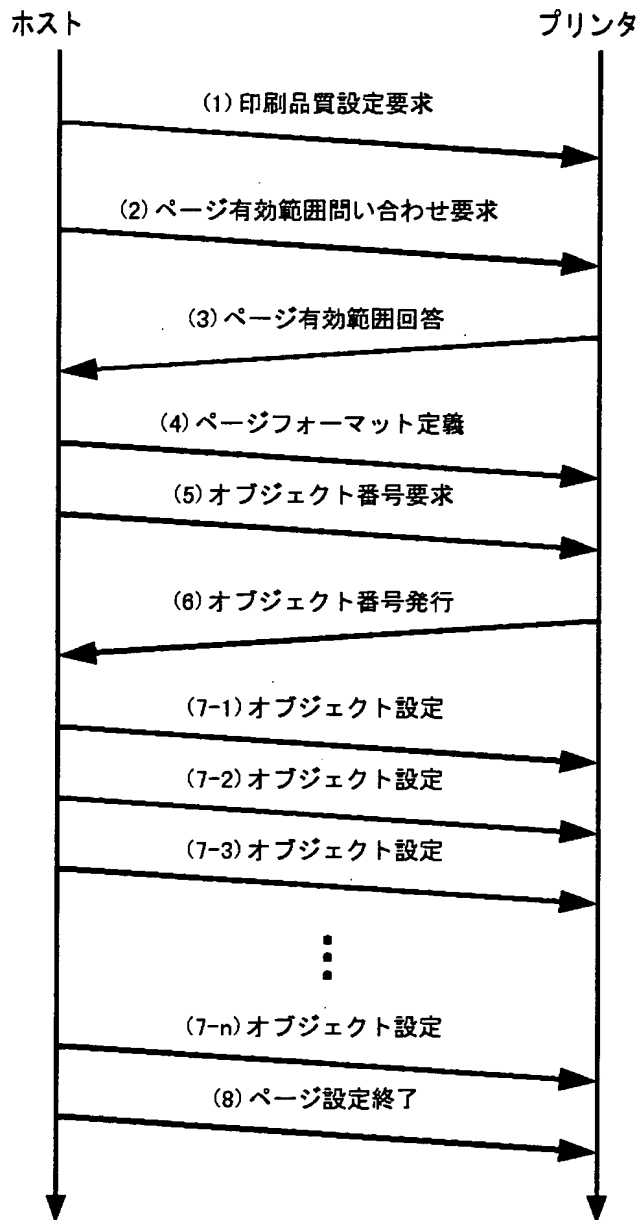 ホスト
プリンタ
(1)印刷品質設定要求
(2)ページ有効範囲問い合わせ要求
(3)ページ有効範囲回答
(4)ページフォーマット定義
(5)オブジェクト番号要求
(6)オブジェクト番号発行
(7-1)オブジェクト設定
(7-2)オブジェクト設定
(7-3)オブジェクト設定
(7-n)オブジェクト設定
(8)ページ設定終了